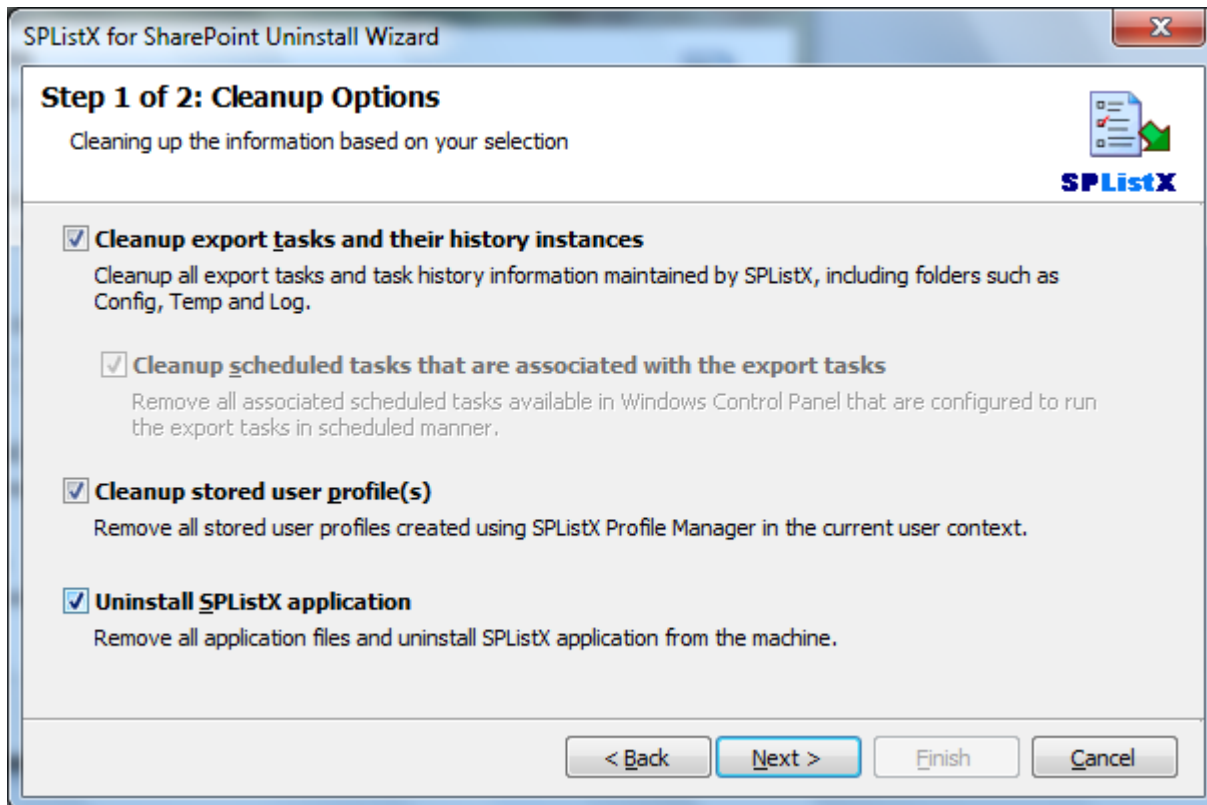 SPListX for SharePoint Uninstall Wizard
Step 1 of 2: Cleanup Options
Cleaning up the information based on your selection
SPListX
Cleanup export tasks and their history instances
Cleanup all export tasks and task history information maintained by SPListX, including folders such as
Config, Temp and Log.
Cleanup scheduled tasks that are associated with the export tasks
Remove all associated scheduled tasks available in Windows Control Panel that are configured to run
the export tasks in scheduled manner.
Cleanup stored user profile(s)
Remove all stored user profiles created using SPListX Profile Manager in the current user context.
Uninstall SPListX application
Remove all application files and uninstall SPListX application from the machine.
< Back Next > Finish Cancel